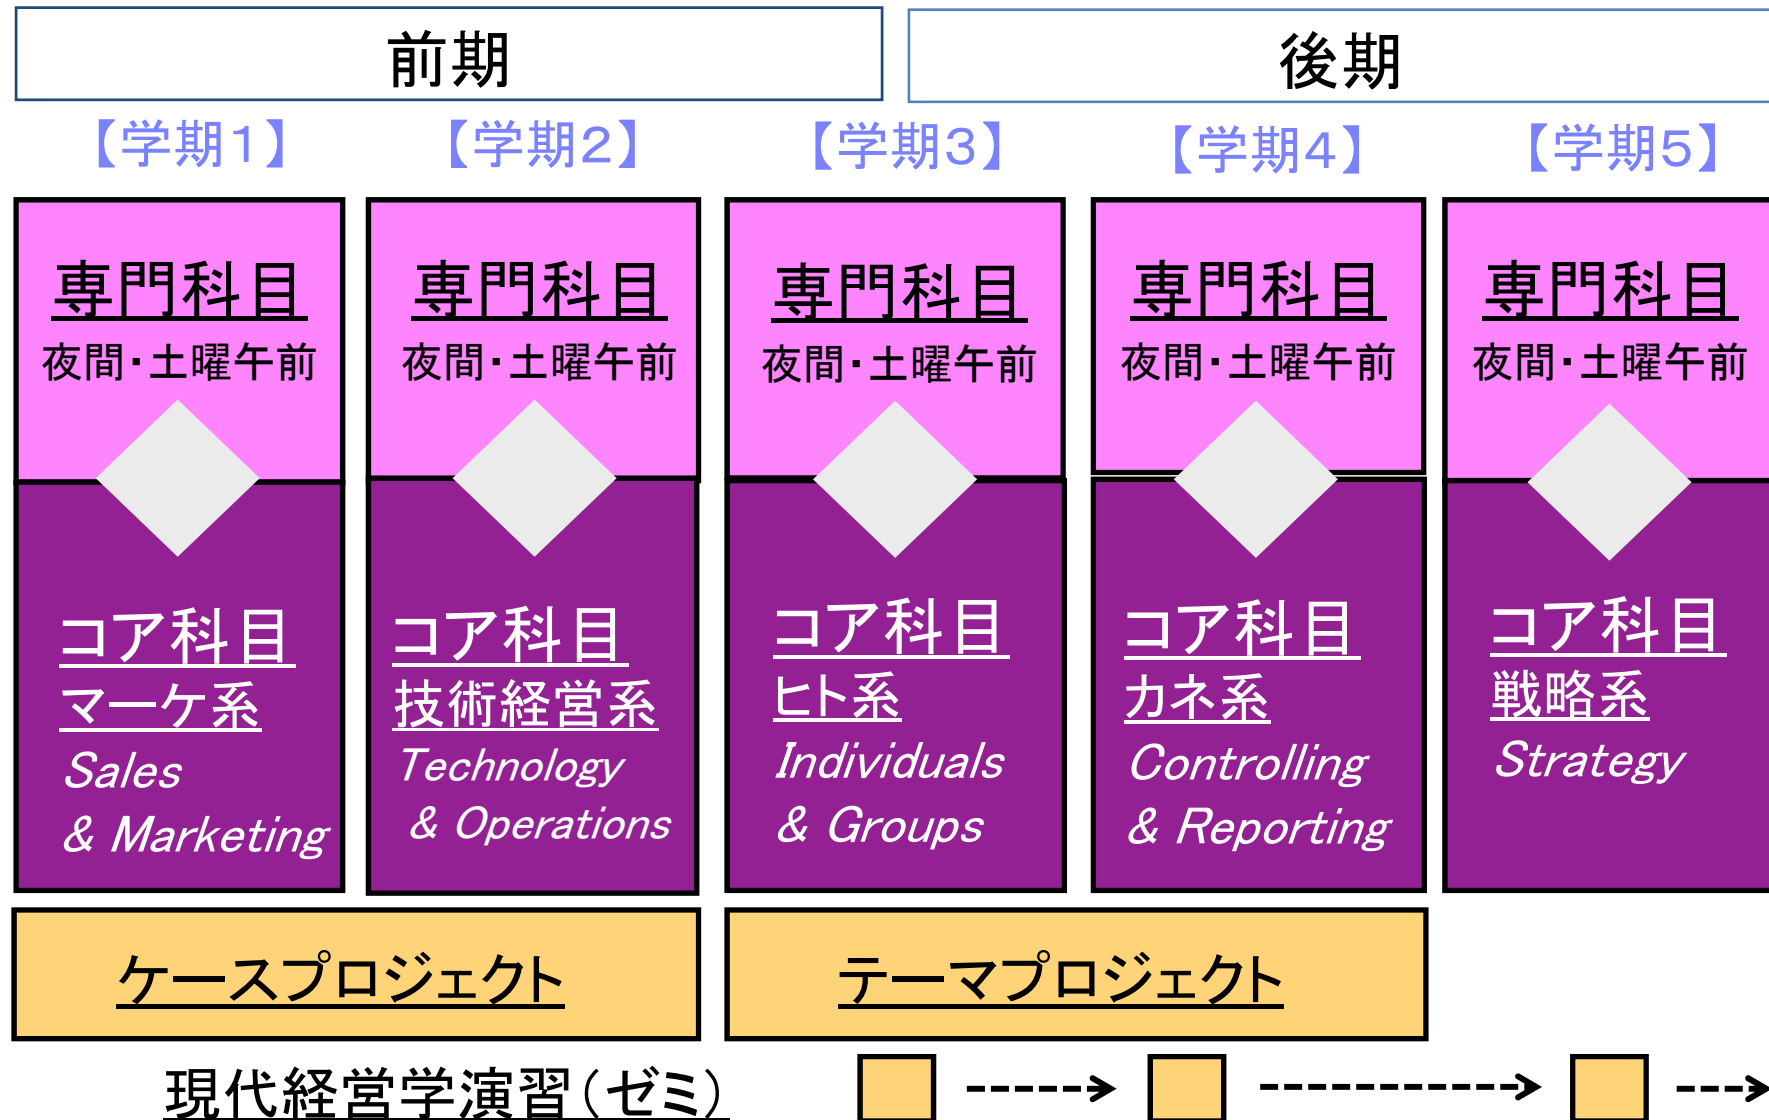 前期
後期
【学期1】
【学期2】
【学期3】
【学期4】
【学期5】
専門科目
夜間・土曜午前
専門科目
夜間・土曜午前
専門科目
夜間・土曜午前
専門科目
夜間・土曜午前
専門科目
夜間・土曜午前
コア科目
マーケ系
Sales
& Marketing
コア科目
技術経営系
Technology
& Operations
コア科目
ヒト系
Individuals
& Groups
コア科目
カネ系
Controlling
& Reporting
コア科目
戦略系
Strategy
ケースプロジェクト
テーマプロジェクト
現代経営学演習(ゼミ)